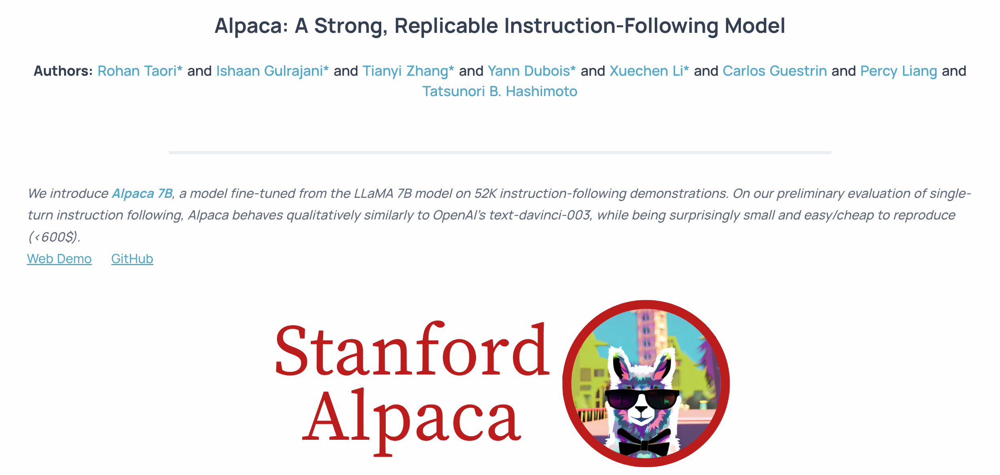 Alpaca: A Strong, Replicable Instruction-Following Model
Authors: Rohan Taori* and Ishaan Gulrajani* and Tianyi Zhang* and Yann Dubois* and Xuechen Li* and Carlos Guestrin and Percy Liang and
Tatsunori B. Hashimoto
We introduce Alpaca 7B, a model fine-tuned from the LLaMA 7B model on 52K instruction-following demonstrations. On our preliminary evaluation of single-
turn instruction following, Alpaca behaves qualitatively similarly to OpenAI’s text-davinci-003, while being surprisingly small and easy/cheap to reproduce
(<600$).
Web Demo GitHub
Stanford
Alpaca